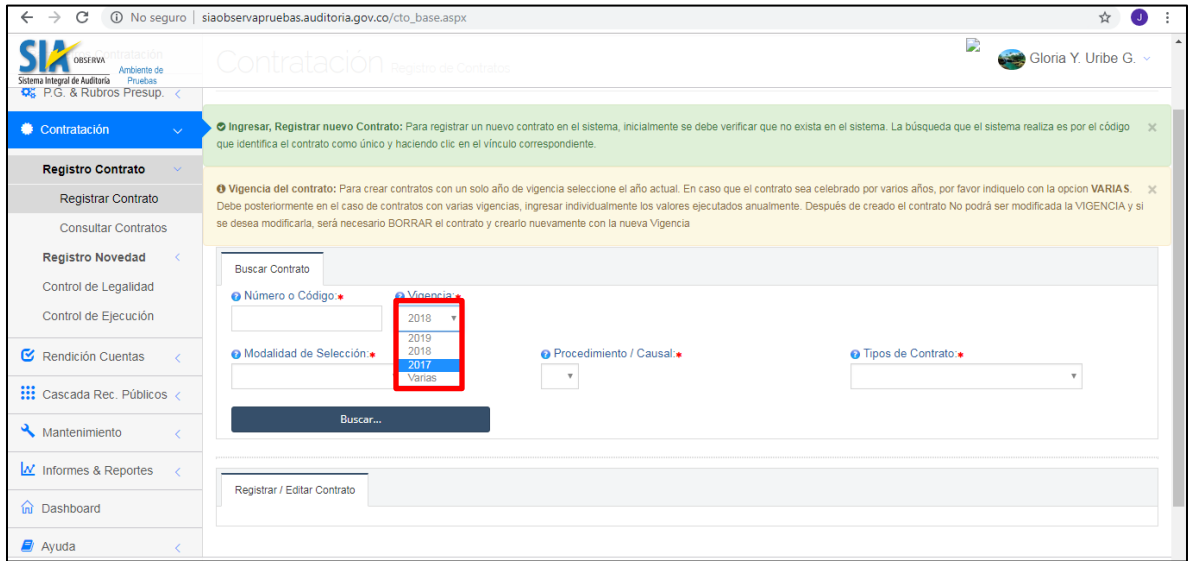 No seguro | siaobservapruebas.auditoria.gov.co/cto_base.aspx
J
SIA OBSERVA
Ambiente de
Sistema Integral de Auditoría Pruebas
Contratación
Contratación Registro de Contratos
Gloria Y. Uribe G.
P.G. & Rubros Presup.
Contratación
Registro Contrato
Registrar Contrato
Consultar Contratos
Registro Novedad
Control de Legalidad
Control de Ejecución
Rendición Cuentas
Cascada Rec. Públicos
Mantenimiento
Informes & Reportes
Dashboard
Ayuda
Ingresar, Registrar nuevo Contrato: Para registrar un nuevo contrato en el sistema, inicialmente se debe verificar que no exista en el sistema. La búsqueda que el sistema realiza es por el código
que identifica el contrato como único y haciendo clic en el vínculo correspondiente.
Vigencia del contrato: Para crear contratos con un solo año de vigencia seleccione el año actual. En caso que el contrato sea celebrado por varios años, por favor indiquelo con la opcion VARIAS.
Debe posteriormente en el caso de contratos con varias vigencias, ingresar individualmente los valores ejecutados anualmente. Después de creado el contrato No podrá ser modificada la VIGENCIA y si
se desea modificarla, será necesario BORRAR el contrato y crearlo nuevamente con la nueva Vigencia
Buscar Contrato
Número o Código:* Vigencia:*
2018
2019
2018
2017
Varias
Modalidad de Selección:* Procedimiento / Causal:* Tipos de Contrato:*
Buscar...
Registrar / Editar Contrato